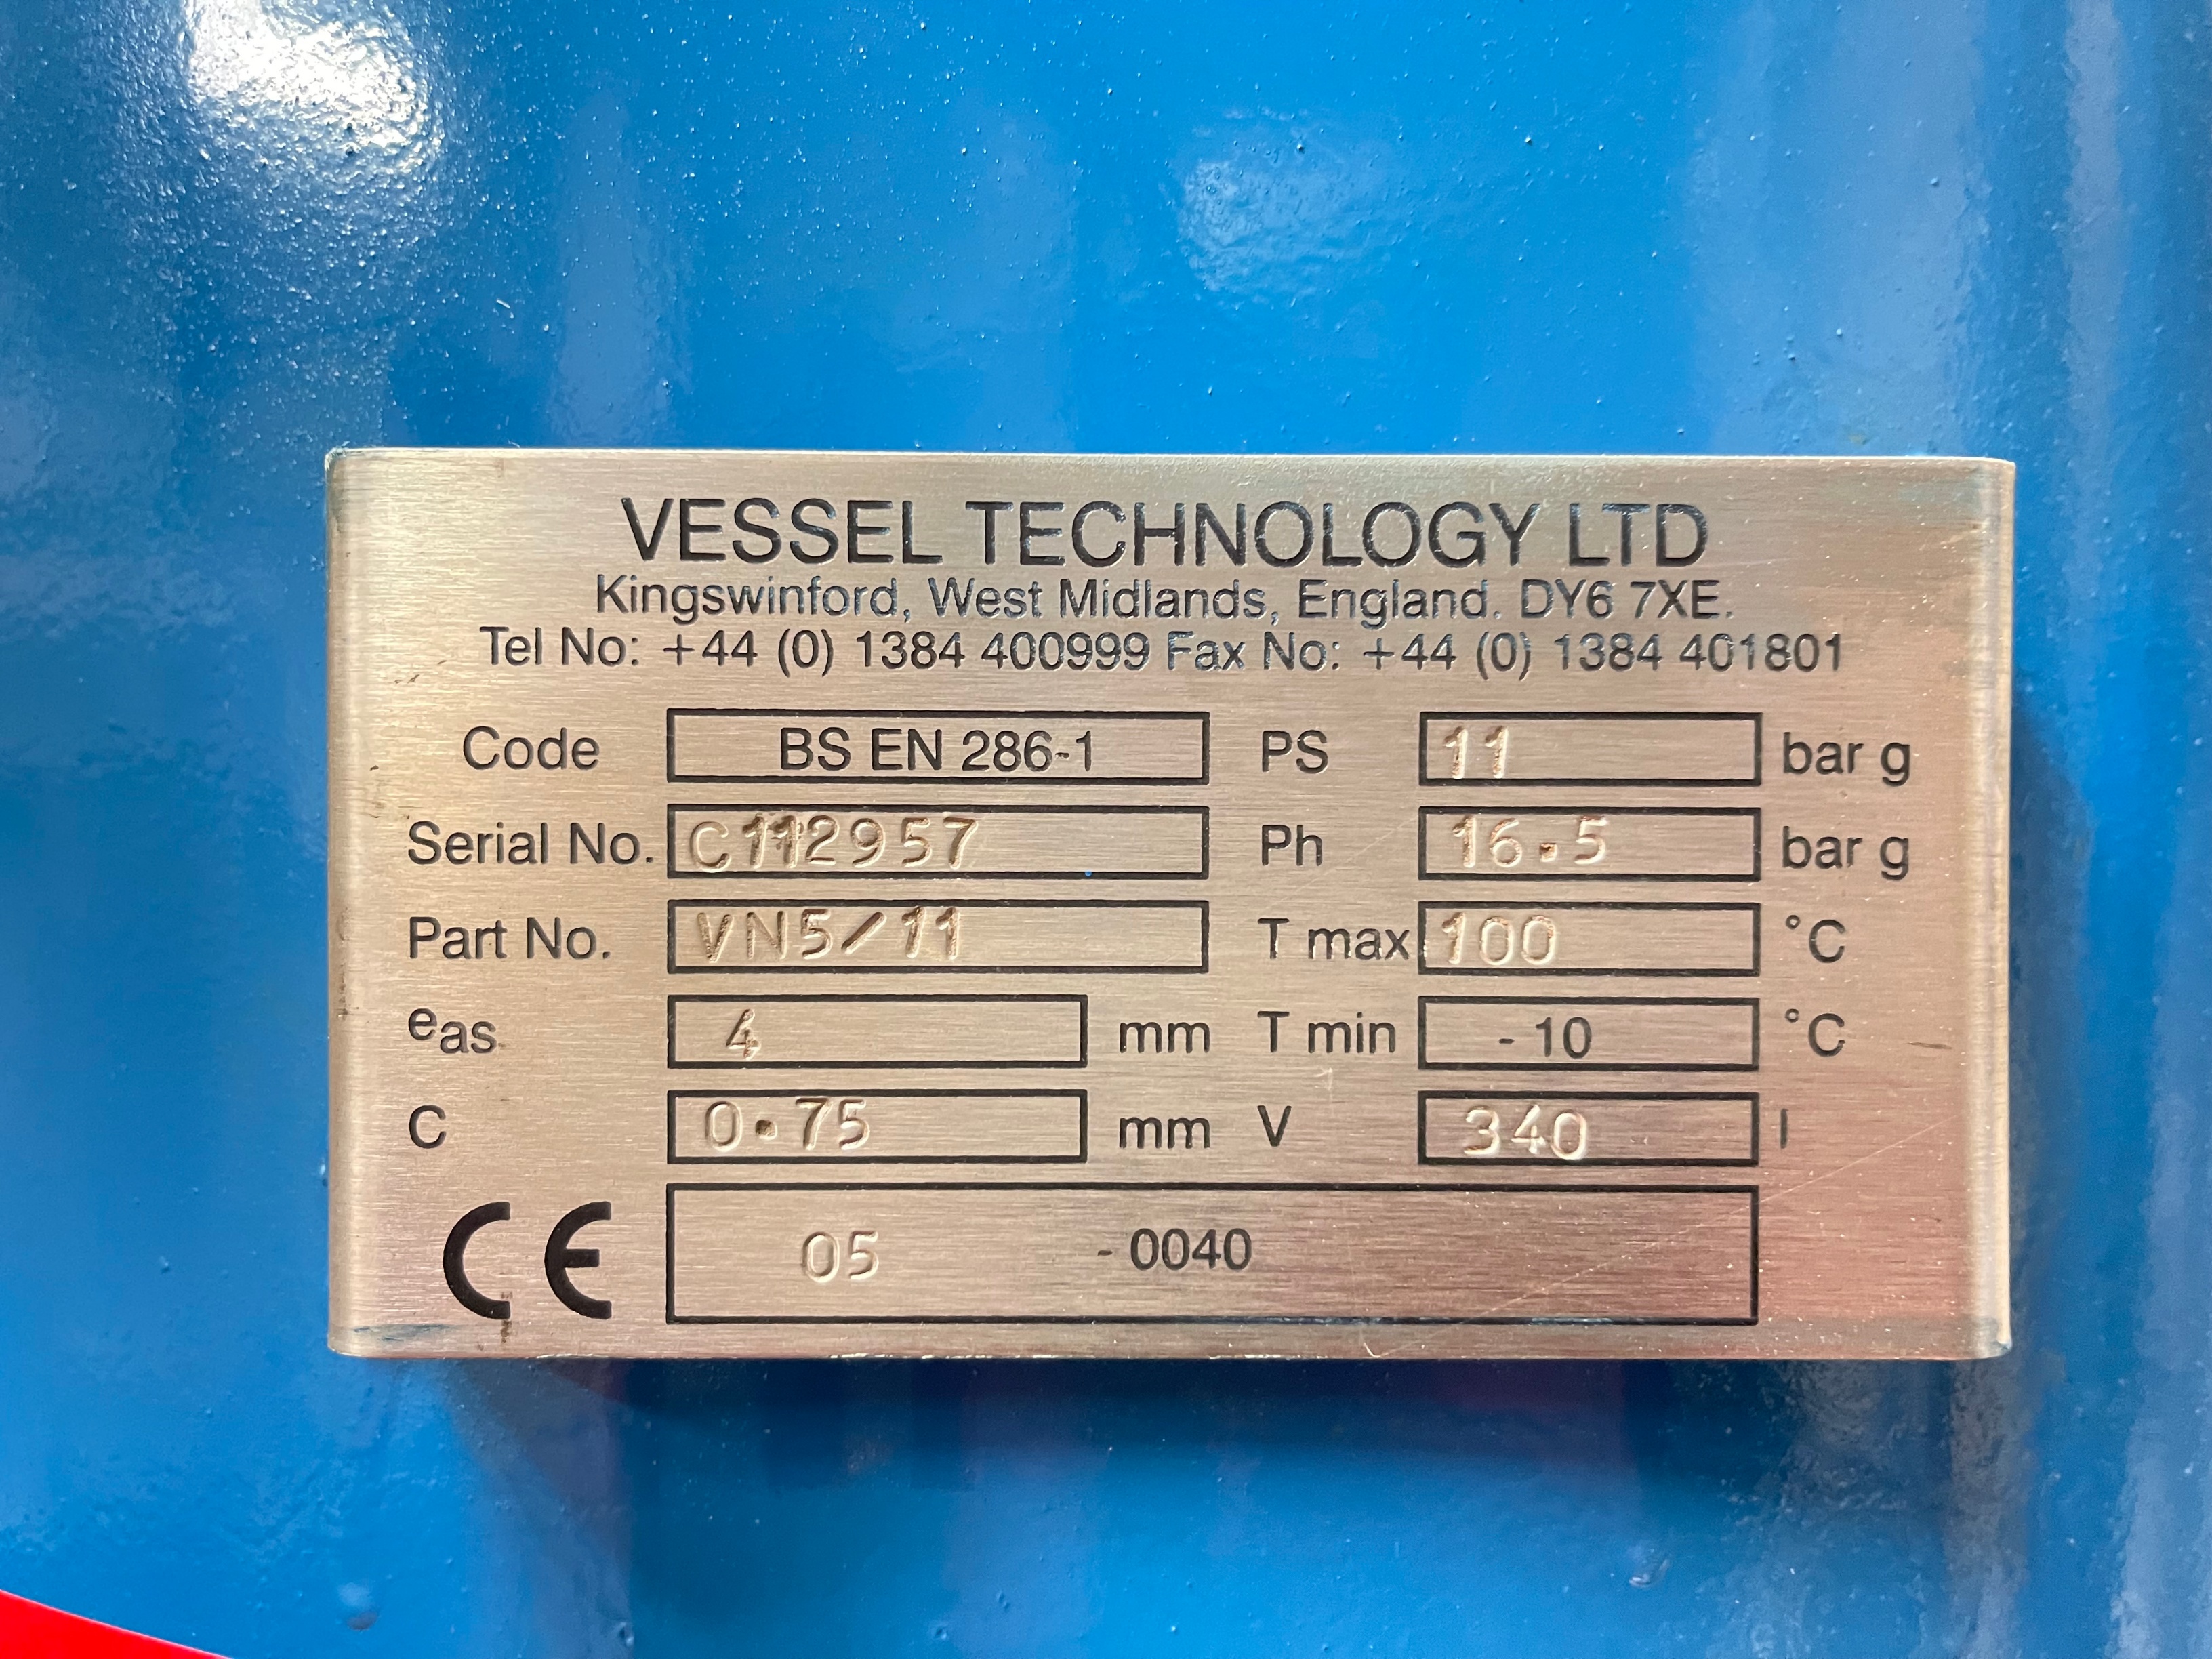 VESSEL TECHNOLOGY LTD
Kingswinford, West Midlands, England. DY6 7XE.
Tel No: +44 (0) 1384 400999 Fax No: +44 (0) 1384 401801
Code BS EN 286-1 PS 11 bar g
Serial No. C112957 Ph 16.5 bar g
Part No. VN5/11 T max 100 °C
eas 4 mm T min -10 °C
C 0.75 mm V 340 l
CE 05 -0040